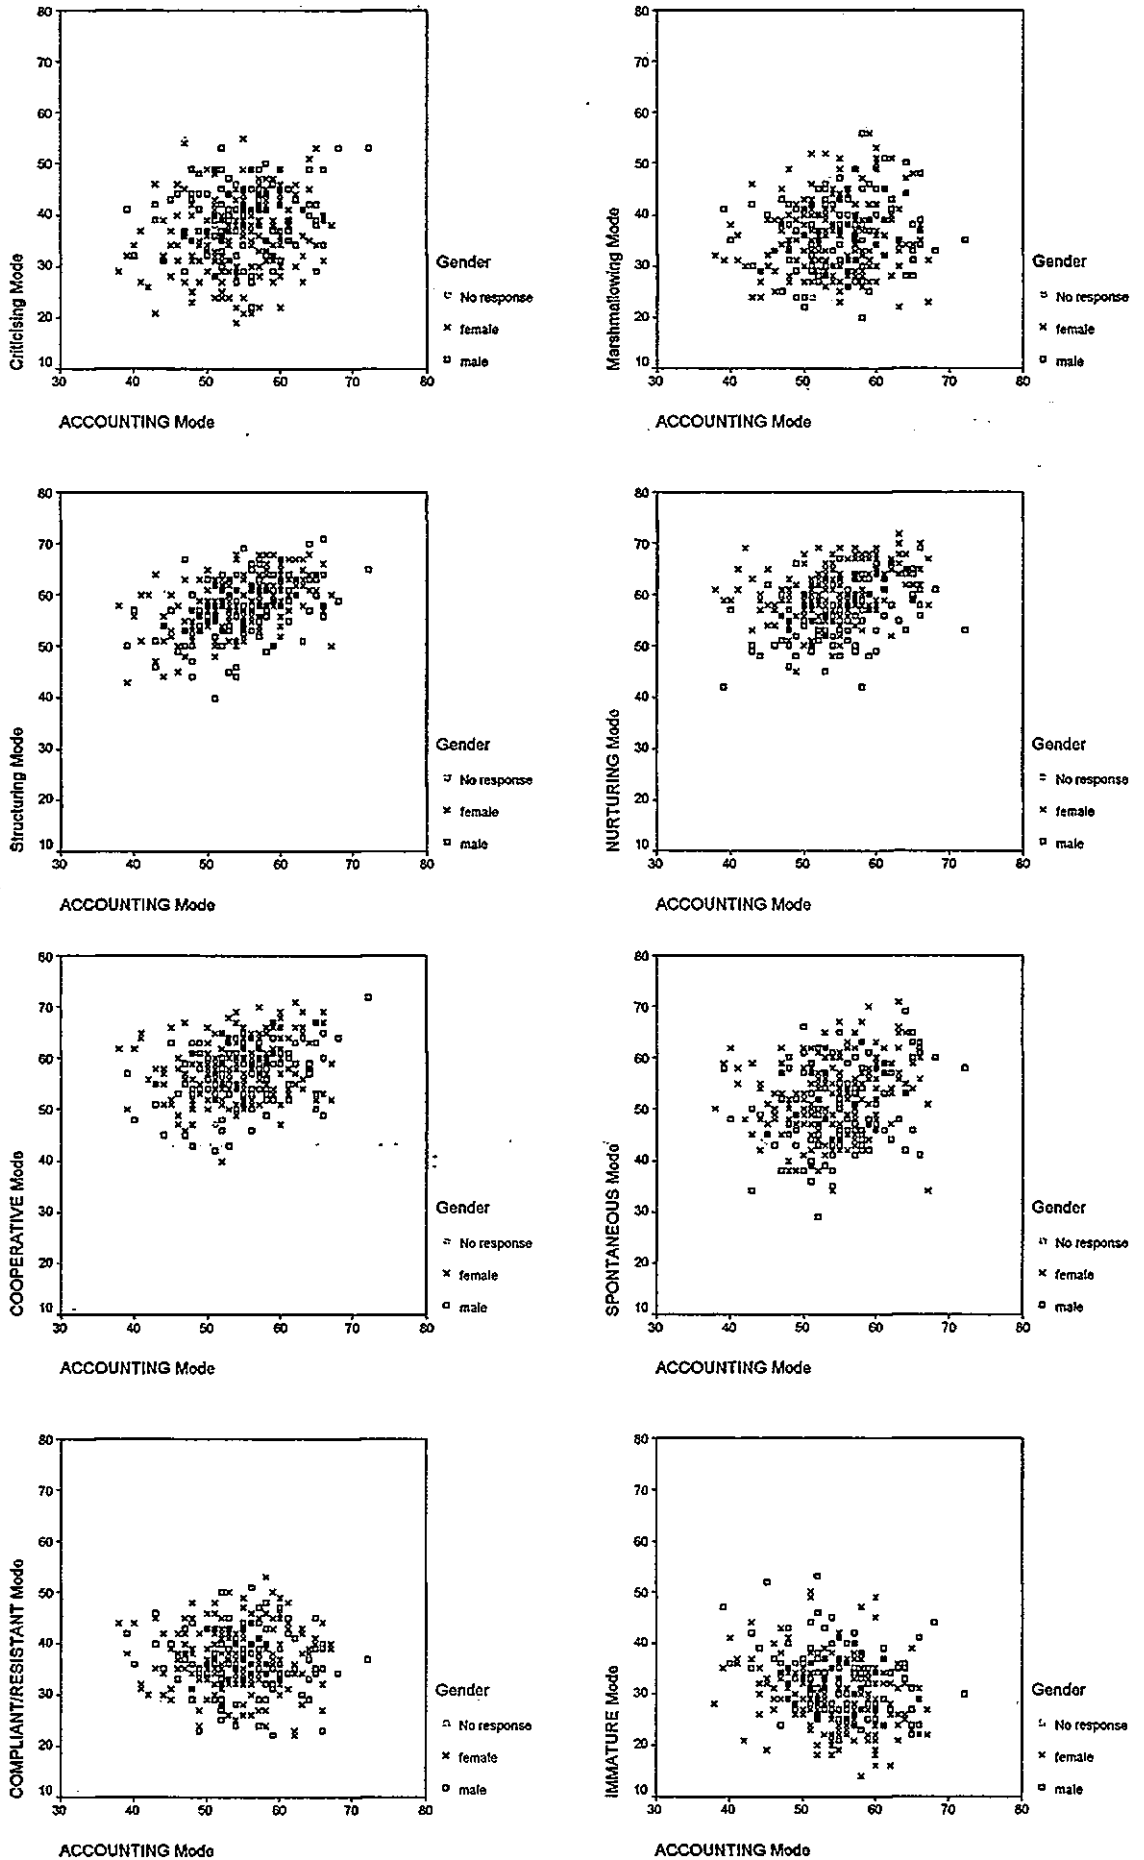 80
70
60
50
40
30
20
10
Criticising Mode
30 40 50 60 70 80
ACCOUNTING Mode
Gender
No response
female
male
80
70
60
50
40
30
20
10
Marshmallowing Mode
30 40 50 60 70 80
ACCOUNTING Mode
Gender
No response
female
male
80
70
60
50
40
30
20
10
Structuring Mode
30 40 50 60 70 80
ACCOUNTING Mode
Gender
No response
female
male
80
70
60
50
40
30
20
10
NURTURING Mode
30 40 50 60 70 80
ACCOUNTING Mode
Gender
No response
female
male
80
70
60
50
40
30
20
10
COOPERATIVE Mode
30 40 50 60 70 80
ACCOUNTING Mode
Gender
No response
female
male
80
70
60
50
40
30
20
10
SPONTANEOUS Mode
30 40 50 60 70 80
ACCOUNTING Mode
Gender
No response
female
male
80
70
60
50
40
30
20
10
COMPLIANT/RESISTANT Mode
30 40 50 60 70 80
ACCOUNTING Mode
Gender
No response
female
male
80
70
60
50
40
30
20
10
IMMATURE Mode
30 40 50 60 70 80
ACCOUNTING Mode
Gender
No response
female
male